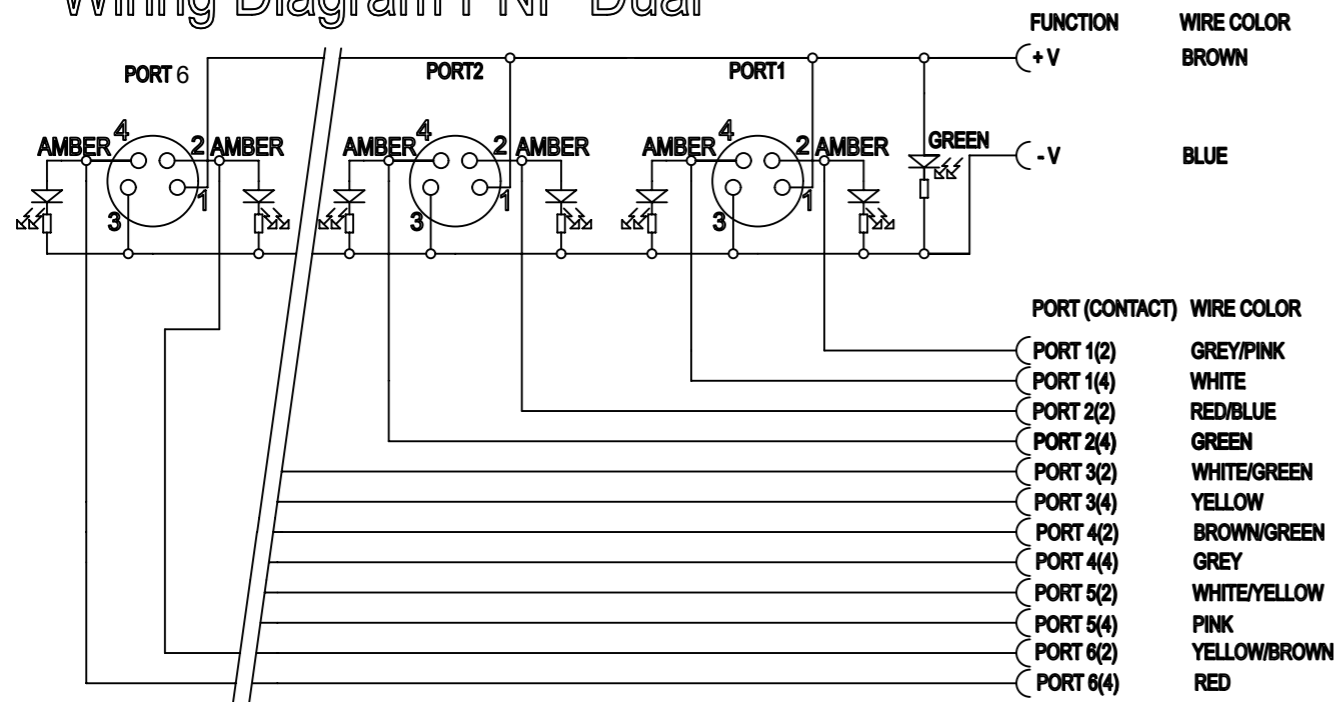 Wiring Diagram PNP Dual
FUNCTION WIRE COLOR
+ V BROWN
PORT 6 PORT2 PORT1
AMBER 4 2 AMBER AMBER 4 2 AMBER AMBER 4 2 AMBER GREEN
- V BLUE
3 1 3 1 3 1
PORT (CONTACT) WIRE COLOR
PORT 1(2) GREY/PINK
PORT 1(4) WHITE
PORT 2(2) RED/BLUE
PORT 2(4) GREEN
PORT 3(2) WHITE/GREEN
PORT 3(4) YELLOW
PORT 4(2) BROWN/GREEN
PORT 4(4) GREY
PORT 5(2) WHITE/YELLOW
PORT 5(4) PINK
PORT 6(2) YELLOW/BROWN
PORT 6(4) RED